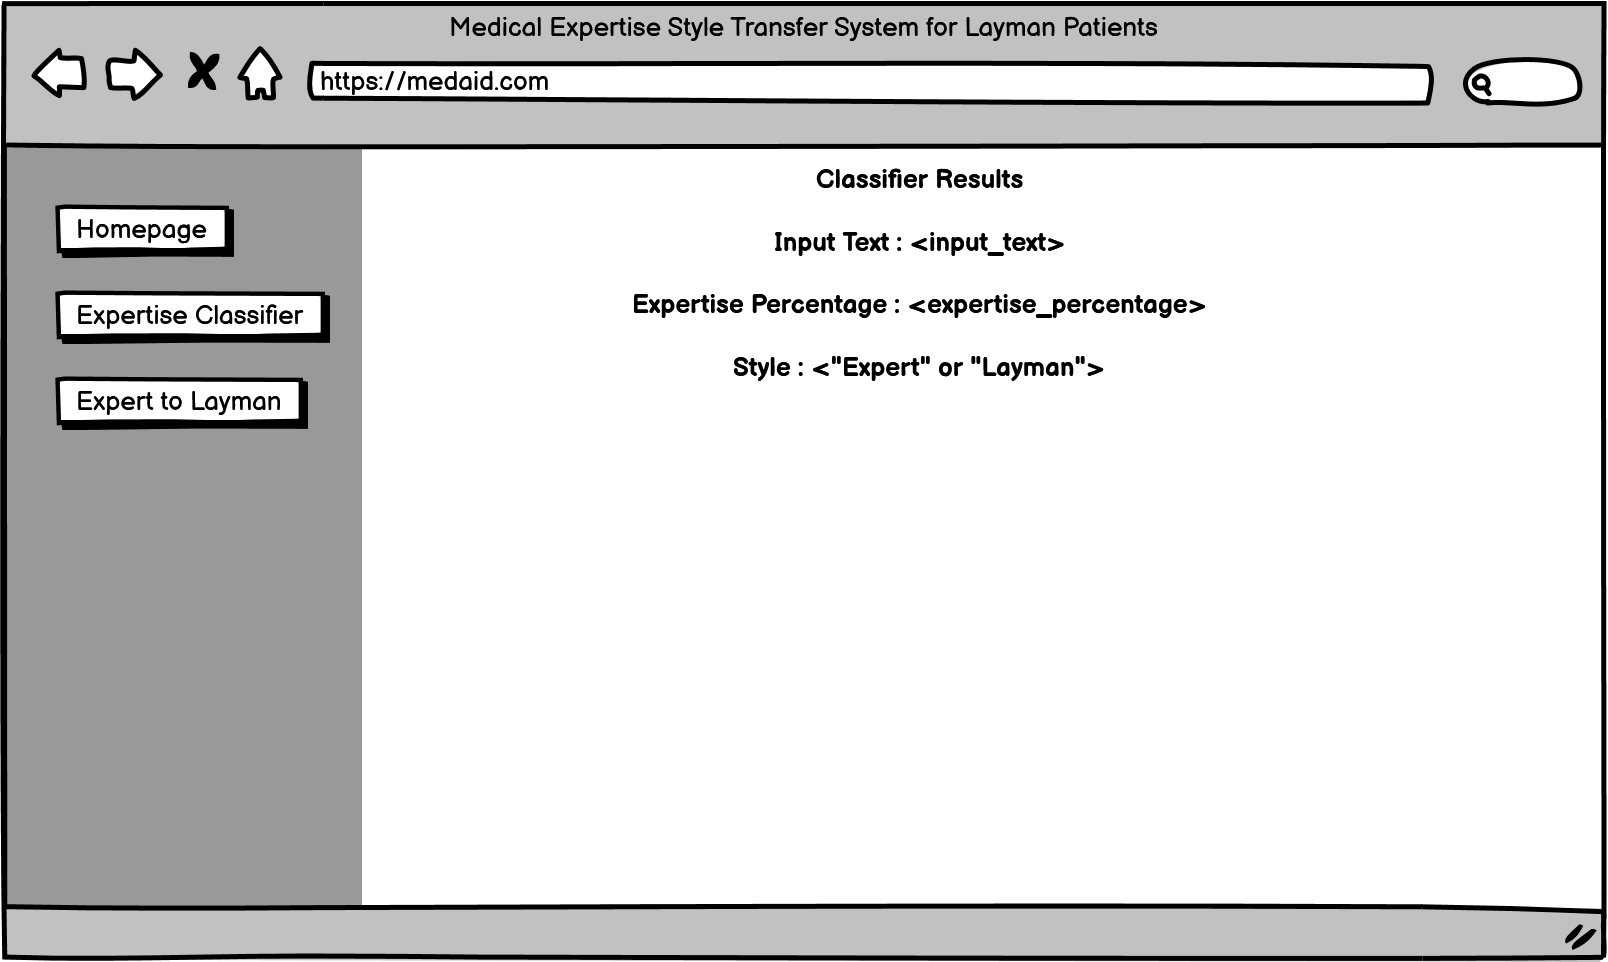 Medical Expertise Style Transfer System for Layman Patients
https://medaid.com
Homepage
Expertise Classifier
Expert to Layman
Classifier Results
Input Text : <input_text>
Expertise Percentage : <expertise_percentage>
Style : <"Expert" or "Layman">